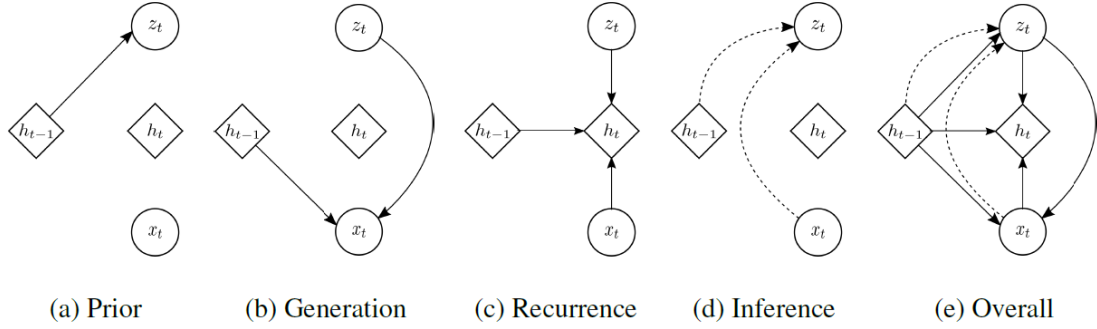 z_t z_t z_t z_t z_t
h_{t-1} h_t h_{t-1} h_t h_{t-1} h_t h_{t-1} h_t h_{t-1} h_t
x_t x_t x_t x_t x_t
(a) Prior (b) Generation (c) Recurrence (d) Inference (e) Overall